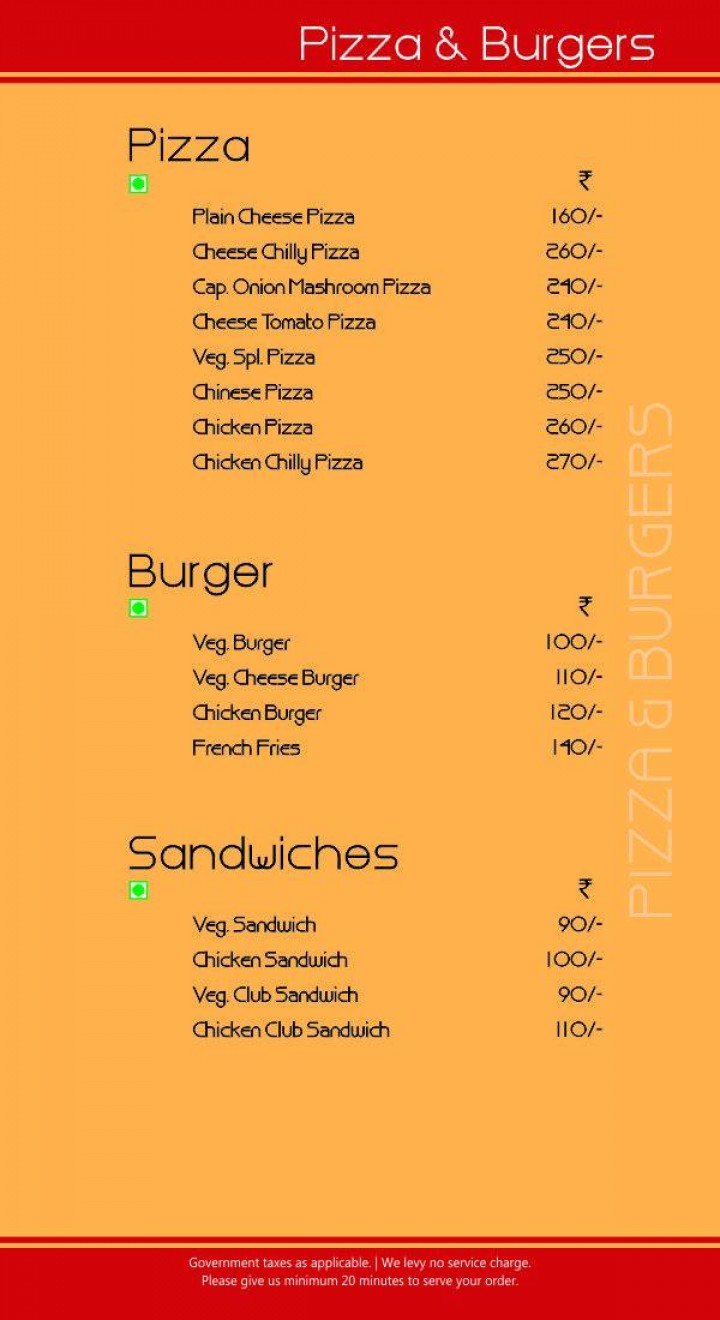 Pizza & Burgers
Pizza
₹
Plain Cheese Pizza 160/-
Cheese Chilly Pizza 260/-
Cap. Onion Mashroom Pizza 240/-
Cheese Tomato Pizza 240/-
Veg. Spl. Pizza 250/-
Chinese Pizza 250/-
Chicken Pizza 260/-
Chicken Chilly Pizza 270/-
Burger
₹
Veg. Burger 100/-
Veg. Cheese Burger 110/-
Chicken Burger 120/-
French Fries 140/-
Sandwiches
₹
Veg. Sandwich 90/-
Chicken Sandwich 100/-
Veg. Club Sandwich 90/-
Chicken Club Sandwich 110/-
PIZZA & BURGERS
Government taxes as applicable. | We levy no service charge.
Please give us minimum 20 minutes to serve your order.